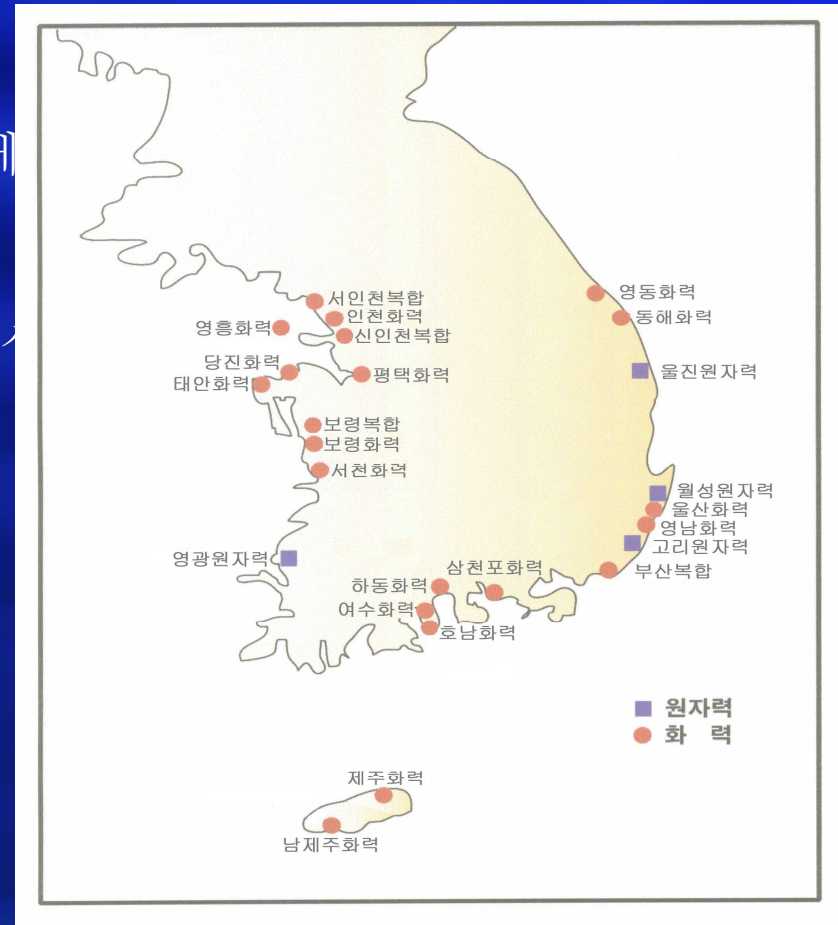 서인천복합
인천화력
신인천복합
영흥화력
당진화력
태안화력
평택화력
보령복합
보령화력
서천화력
영광원자력
영동화력
동해화력
울진원자력
월성원자력
울산화력
영남화력
고리원자력
부산복합
삼천포화력
하동화력
여수화력
호남화력
원자력
화 력
제주화력
남제주화력